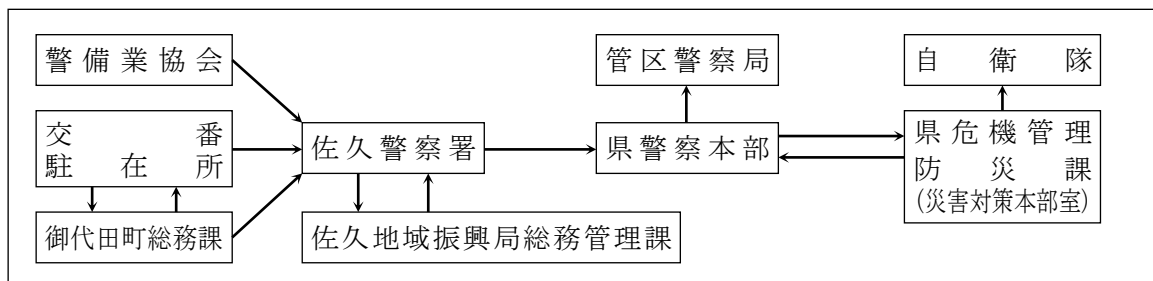 警備業協会
交番
駐在所
御代田町総務課
佐久警察署
佐久地域振興局総務管理課
管区警察局
県警察本部
自衛隊
県危機管理
防災課
(災害対策本部室)